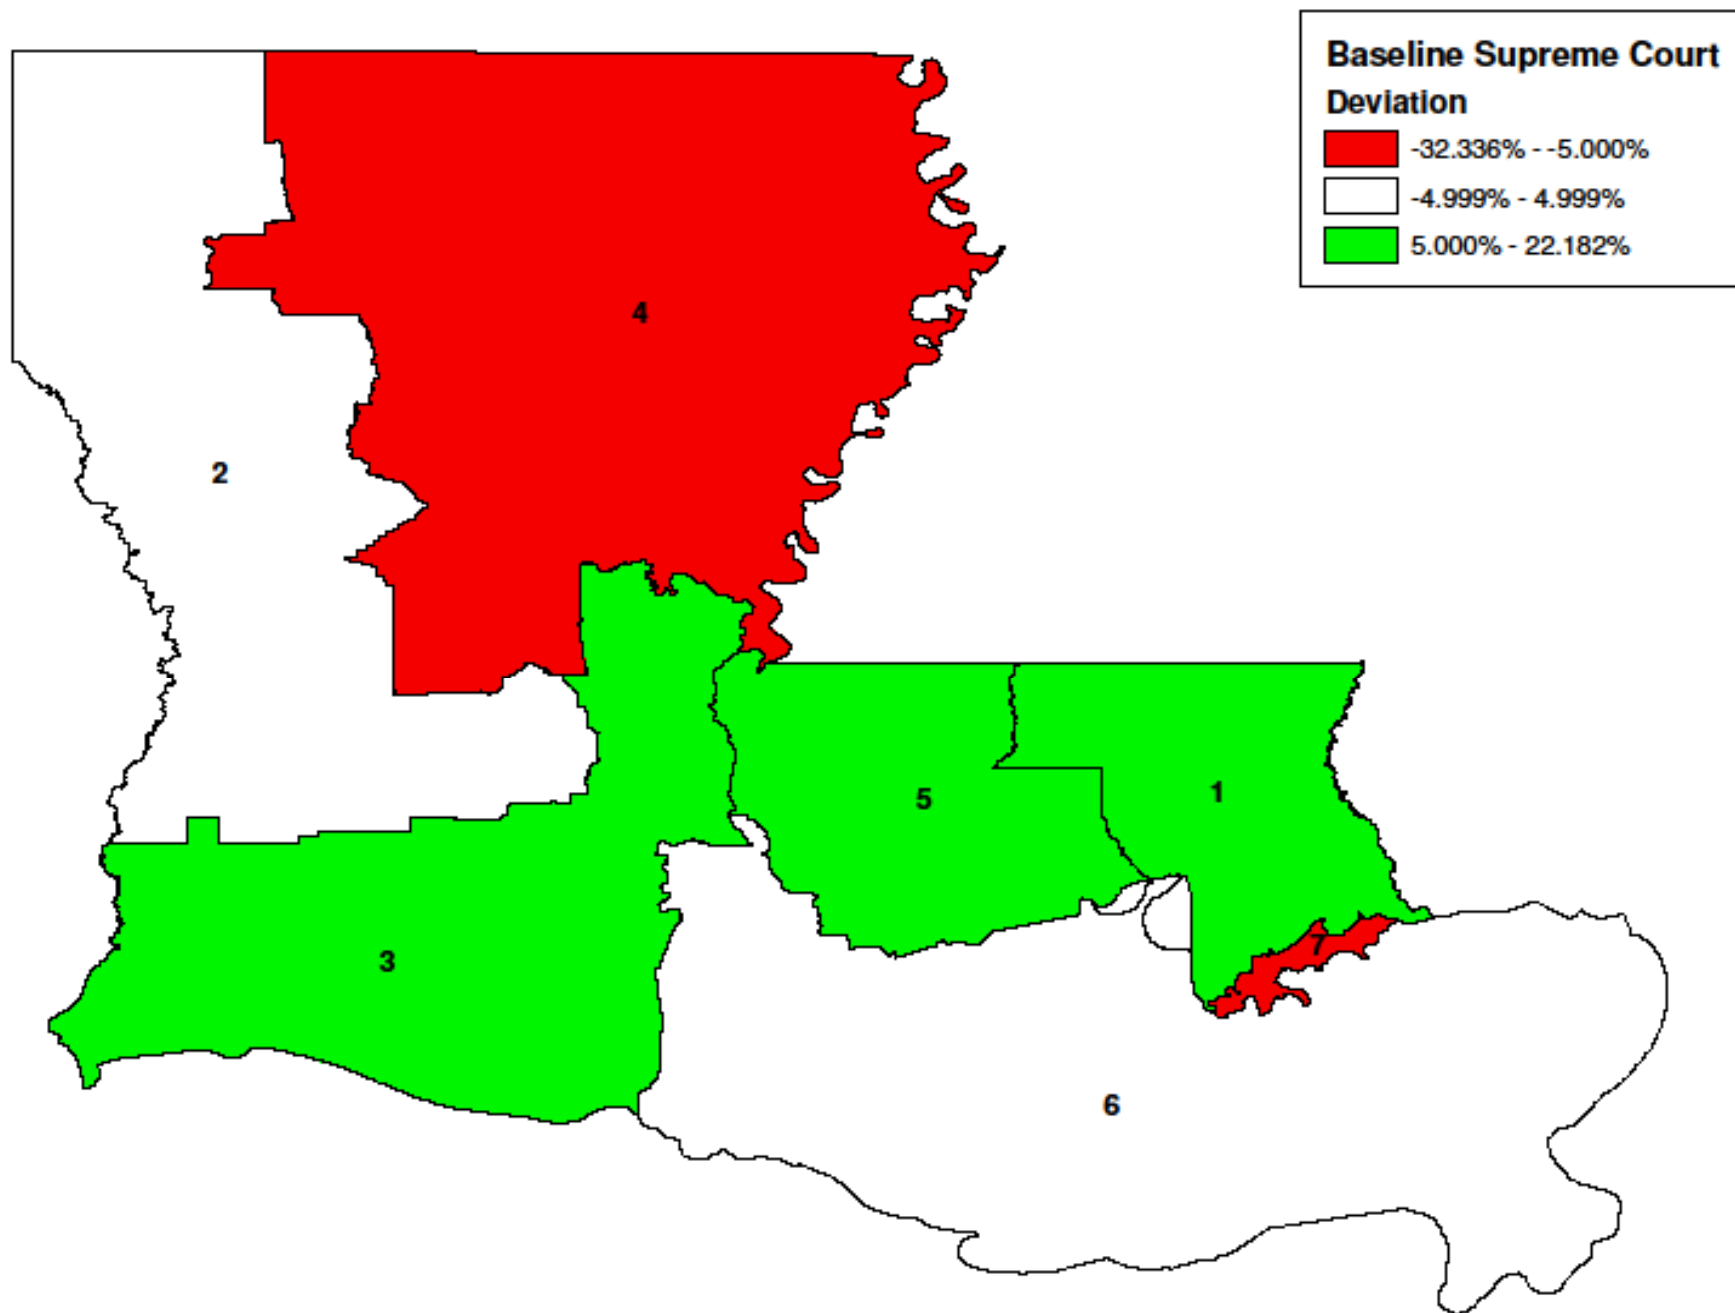 Baseline Supreme Court
Deviation
-32.336% - -5.000%
-4.999% - 4.999%
5.000% - 22.182%
4
2
5
1
7
3
6